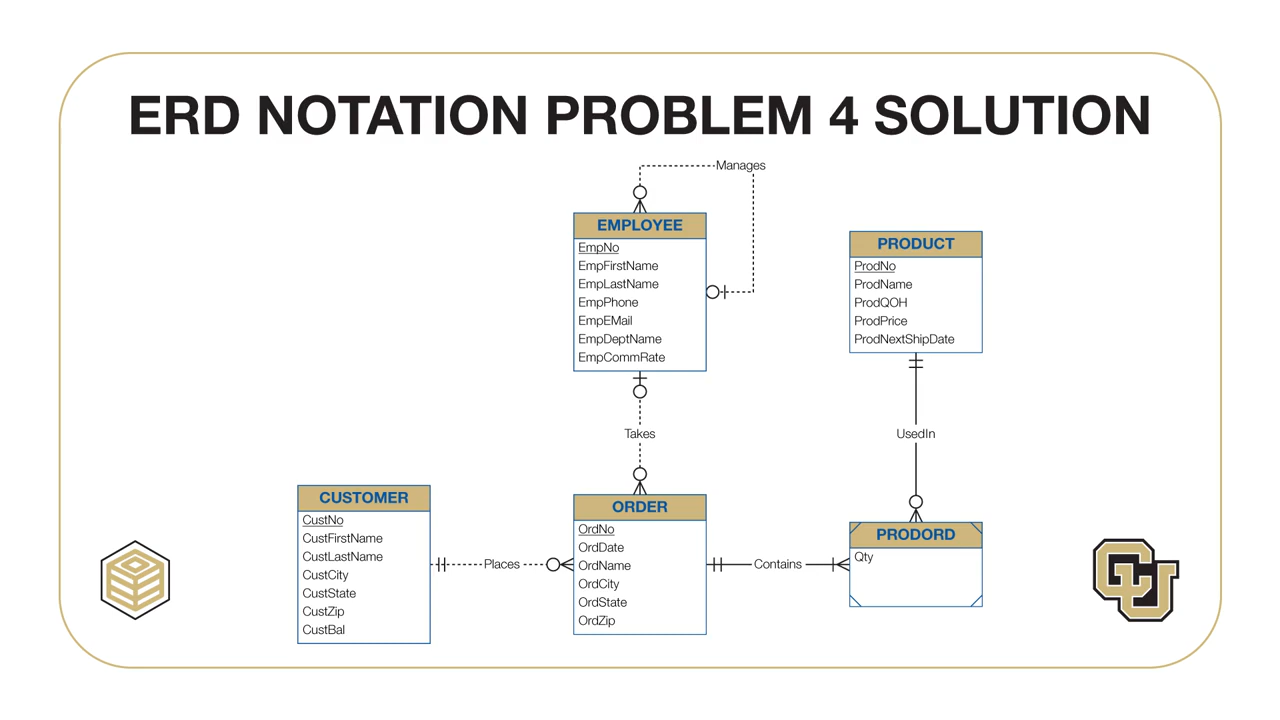 ERD NOTATION PROBLEM 4 SOLUTION
Manages
EMPLOYEE
EmpNo
EmpFirstName
EmpLastName
EmpPhone
EmpEMail
EmpDeptName
EmpCommRate
PRODUCT
ProdNo
ProdName
ProdQOH
ProdPrice
ProdNextShipDate
Takes
UsedIn
CUSTOMER
CustNo
CustFirstName
CustLastName
CustCity
CustState
CustZip
CustBal
Places
ORDER
OrdNo
OrdDate
OrdName
OrdCity
OrdState
OrdZip
Contains
PRODORD
Qty
CU